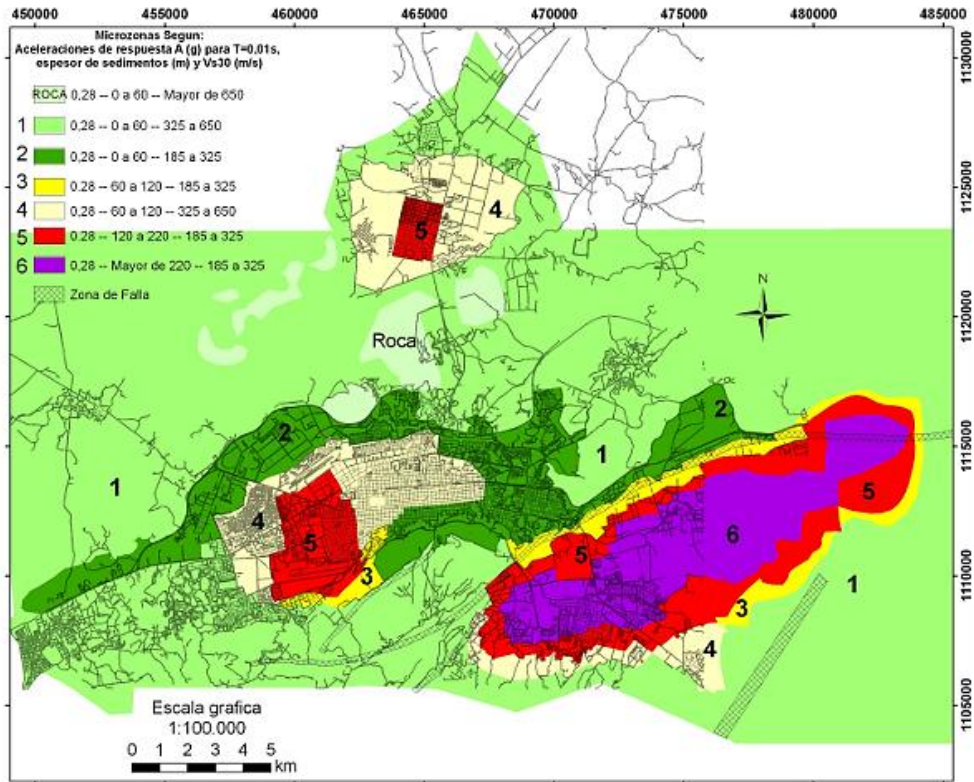 450000 455000 460000 465000 470000 475000 480000 485000
Microzonas Segun:
Aceleraciones de respuesta A (g) para T=0.01s,
espesor de sedimentos (m) y Vs30 (m/s)
ROCA 0,28 -- 0 a 60 -- Mayor de 650
1 0,28 -- 0 a 60 -- 325 a 650
2 0,28 -- 0 a 60 -- 185 a 325
3 0,28 -- 60 a 120 -- 185 a 325
4 0,28 -- 60 a 120 -- 325 a 650
5 0,28 -- 120 a 220 -- 185 a 325
6 0,28 -- Mayor de 220 -- 185 a 325
Zona de Falla
1130000
1125000
1120000
1115000
1110000
1105000
4
5
N
Roca
2
2
1
1
5
4
5
6
5
3
3
1
4
Escala grafica
1:100.000
0 1 2 3 4 5
km